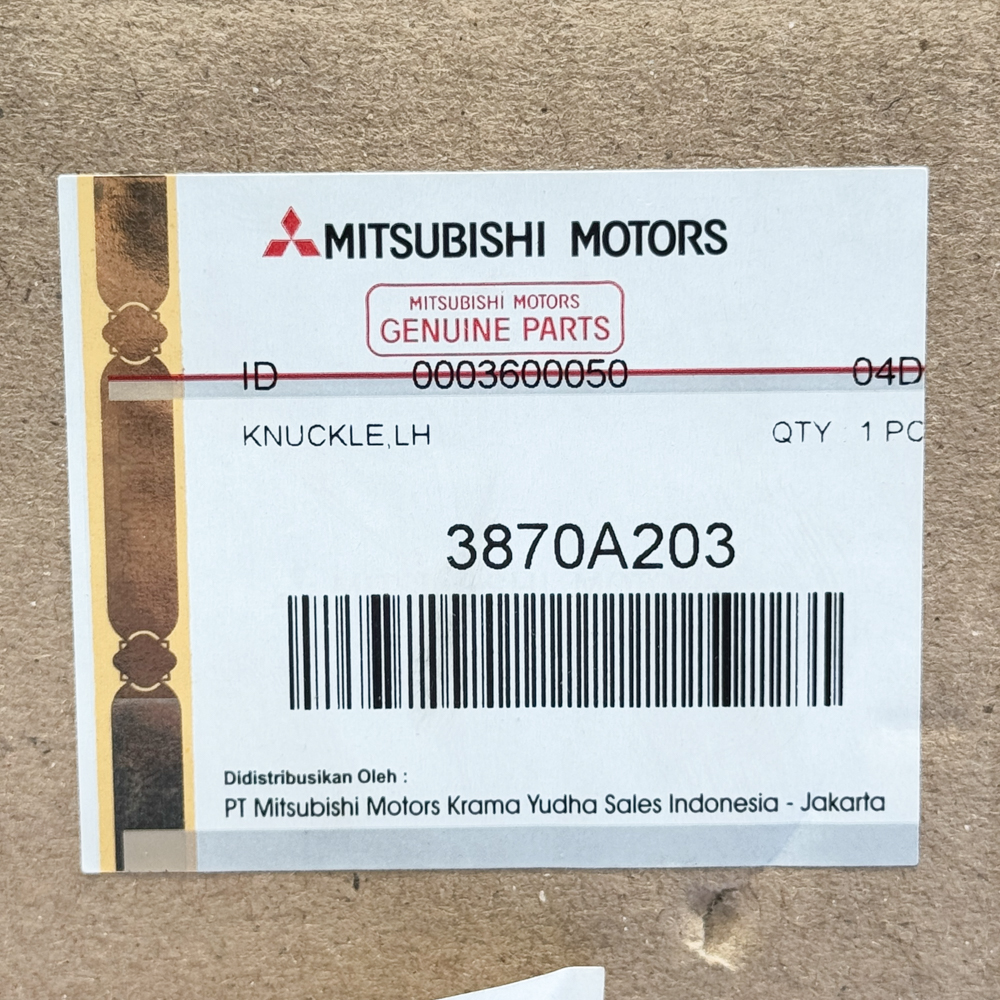 MITSUBISHI MOTORS
MITSUBISHI MOTORS
GENUINE PARTS
ID 0003600050 04D
KNUCKLE,LH QTY : 1 PC
3870A203
Didistribusikan Oleh :
PT Mitsubishi Motors Krama Yudha Sales Indonesia - Jakarta